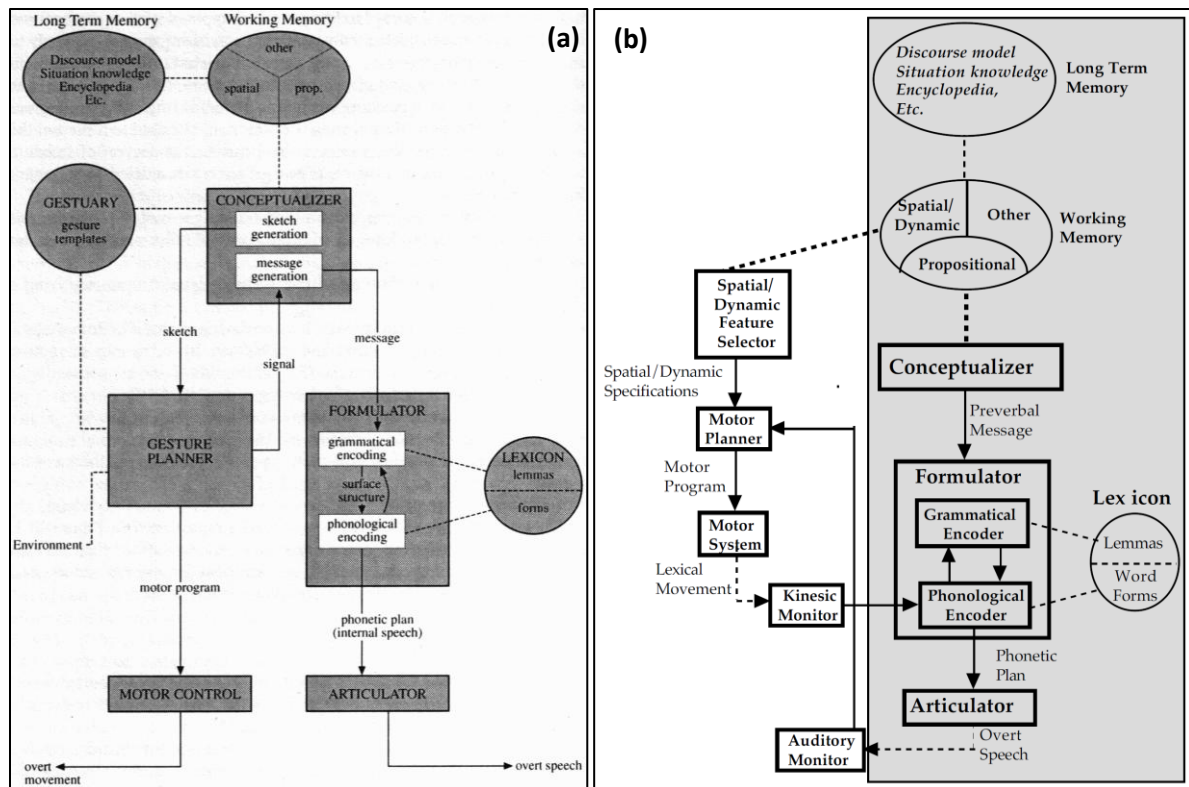 (a)
Long Term Memory
Working Memory
Discourse model
Situation knowledge
Encyclopedia
Etc.
other
spatial
prop.
GESTUARY
gesture
templates
CONCEPTUALIZER
sketch
generation
message
generation
sketch
signal
message
GESTURE
PLANNER
FORMULATOR
grammatical
encoding
surface
structure
phonological
encoding
LEXICON
lemmas
forms
Environment
motor program
phonetic plan
(internal speech)
MOTOR CONTROL
ARTICULATOR
overt
movement
overt speech
(b)
Discourse model
Situation knowledge
Encyclopedia,
Etc.
Long Term
Memory
Spatial/
Dynamic
Other
Propositional
Working
Memory
Spatial/
Dynamic
Feature
Selector
Spatial/Dynamic
Specifications
Conceptualizer
Preverbal
Message
Motor
Planner
Motor
Program
Formulator
Grammatical
Encoder
Phonological
Encoder
Lex icon
Lemmas
Word
Forms
Motor
System
Lexical
Movement
Kinesic
Monitor
Phonetic
Plan
Articulator
Overt
Speech
Auditory
Monitor